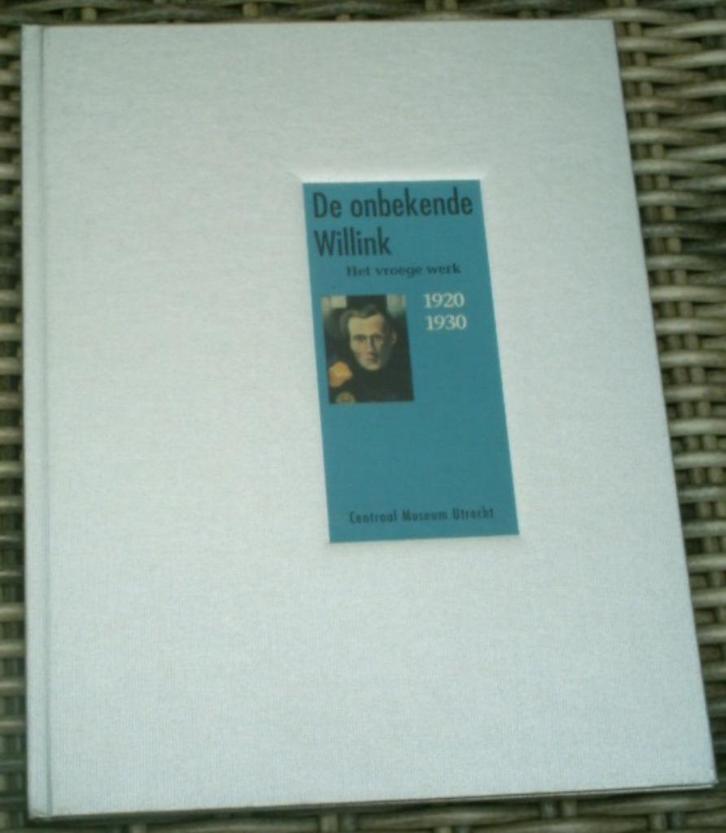 De onbekende
Willink
Het vroege werk
1920
1930
Centraal Museum Utrecht